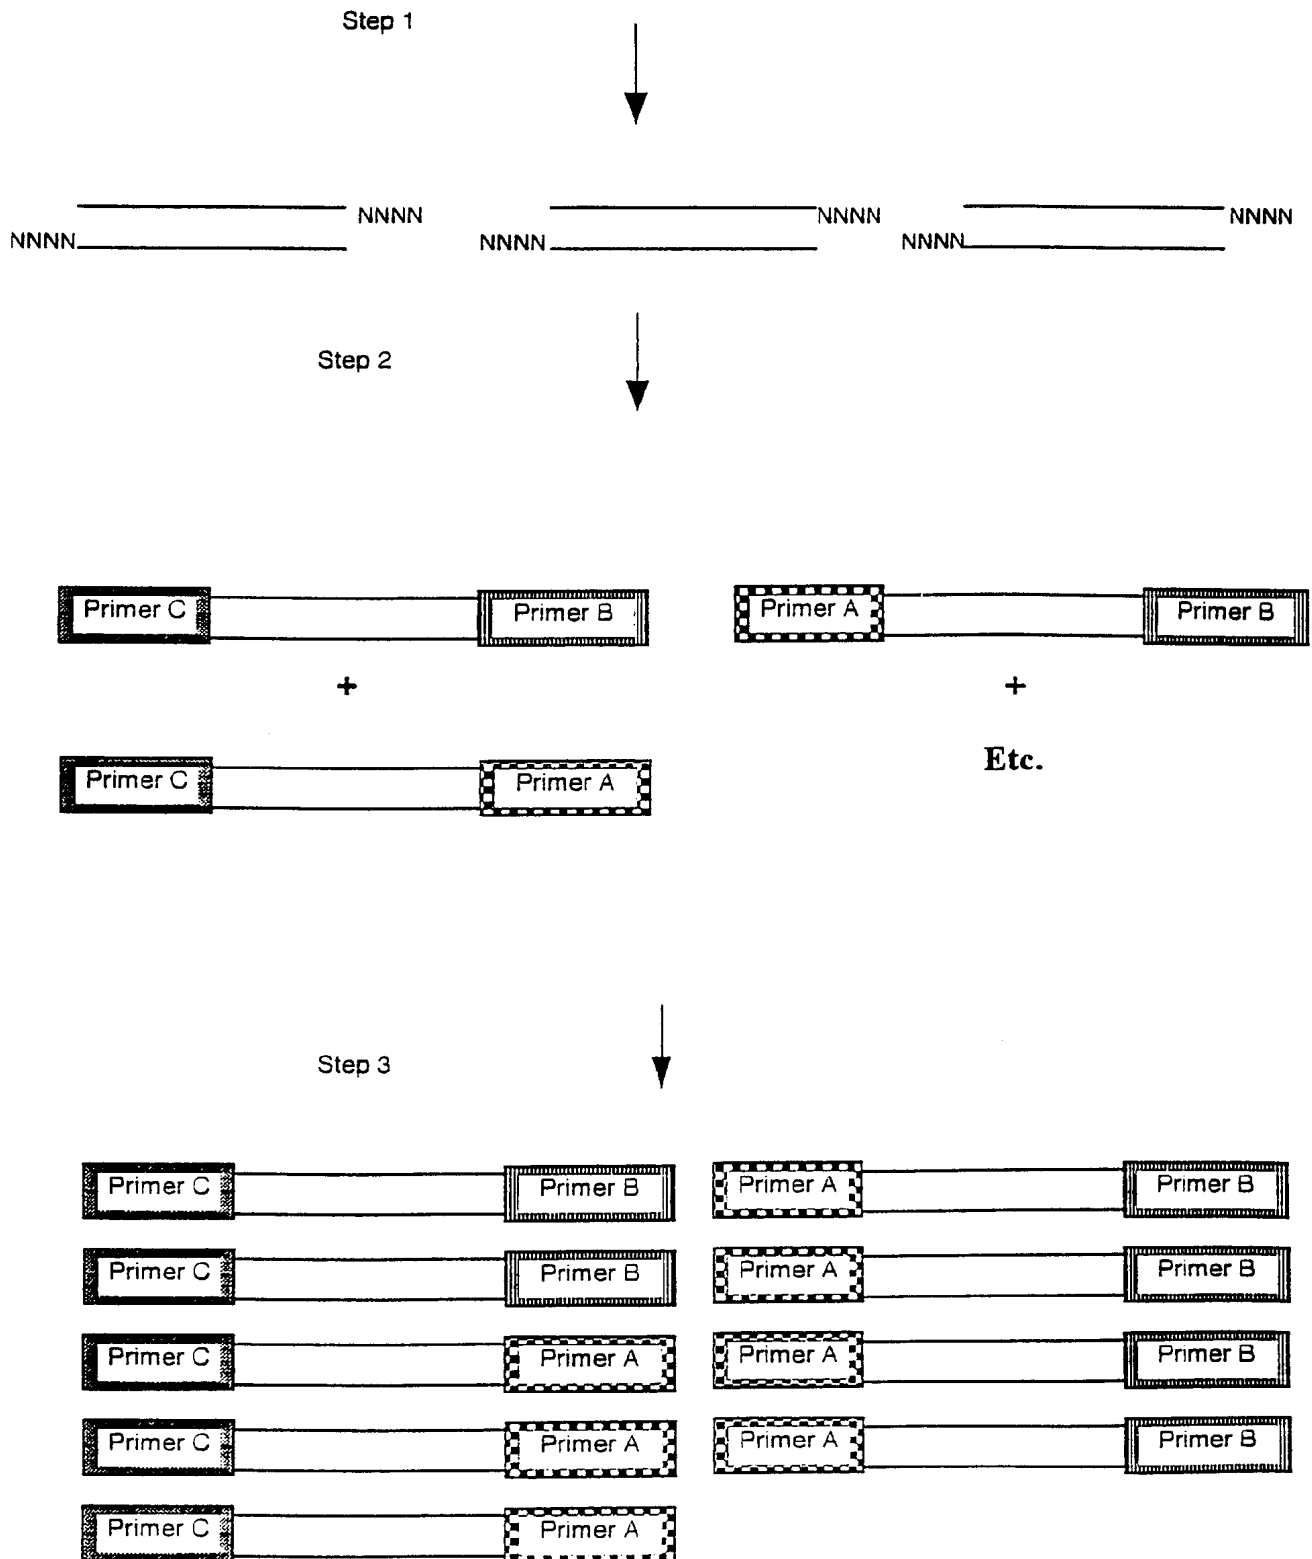 Step 1
NNNN NNNN NNNN
NNNN NNNN NNNN
Step 2
Primer C Primer B Primer A Primer B
+ +
Primer C Primer A Etc.
Step 3
Primer C Primer B Primer A Primer B
Primer C Primer B Primer A Primer B
Primer C Primer A Primer A Primer B
Primer C Primer A Primer A Primer B
Primer C Primer A